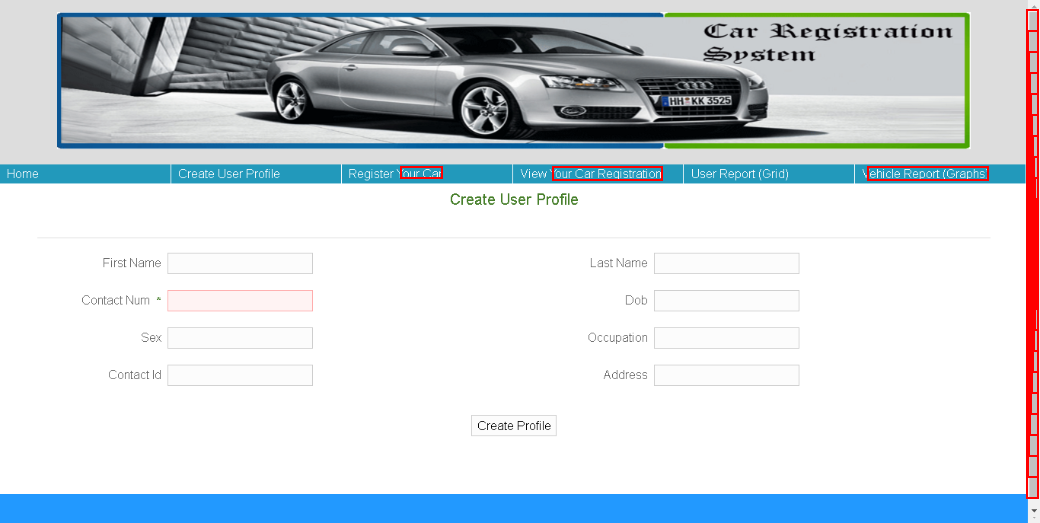 Car Registration
System
HH KK 3525
Home
Create User Profile
Register Your Car
View Your Car Registration
User Report (Grid)
Vehicle Report (Graphs)
Create User Profile
First Name
Last Name
Contact Num *
Dob
Sex
Occupation
Contact Id
Address
Create Profile